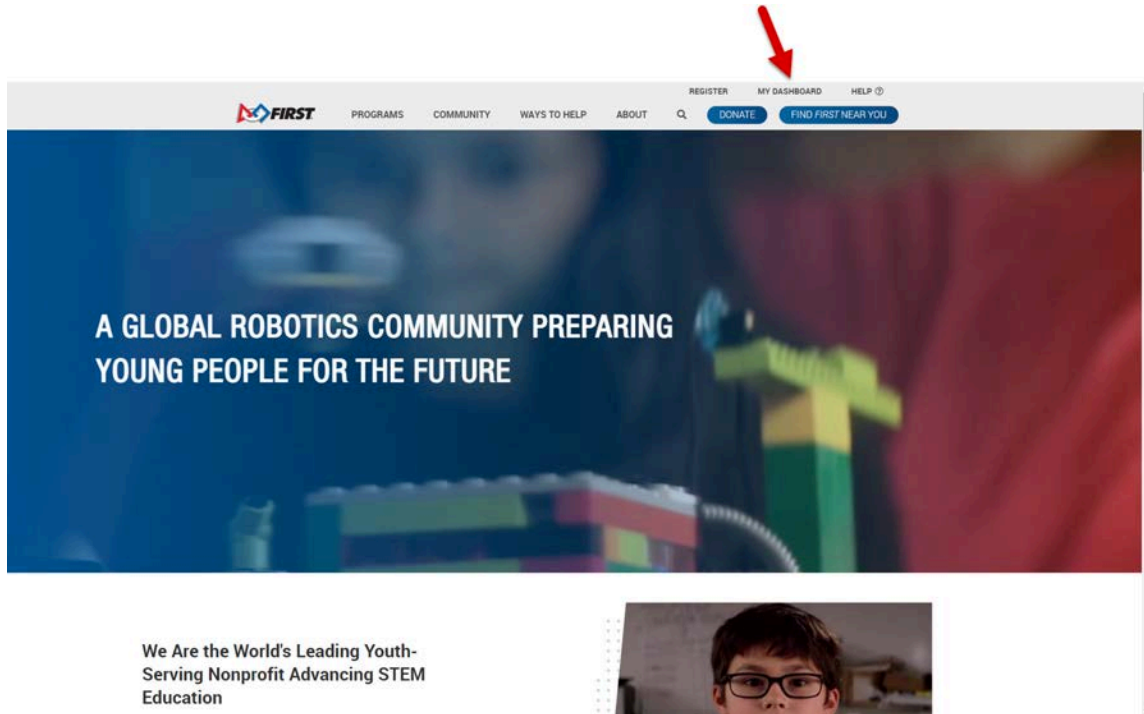 REGISTER MY DASHBOARD HELP ?
FIRST PROGRAMS COMMUNITY WAYS TO HELP ABOUT DONATE FIND FIRST NEAR YOU
A GLOBAL ROBOTICS COMMUNITY PREPARING
YOUNG PEOPLE FOR THE FUTURE
We Are the World's Leading Youth-
Serving Nonprofit Advancing STEM
Education